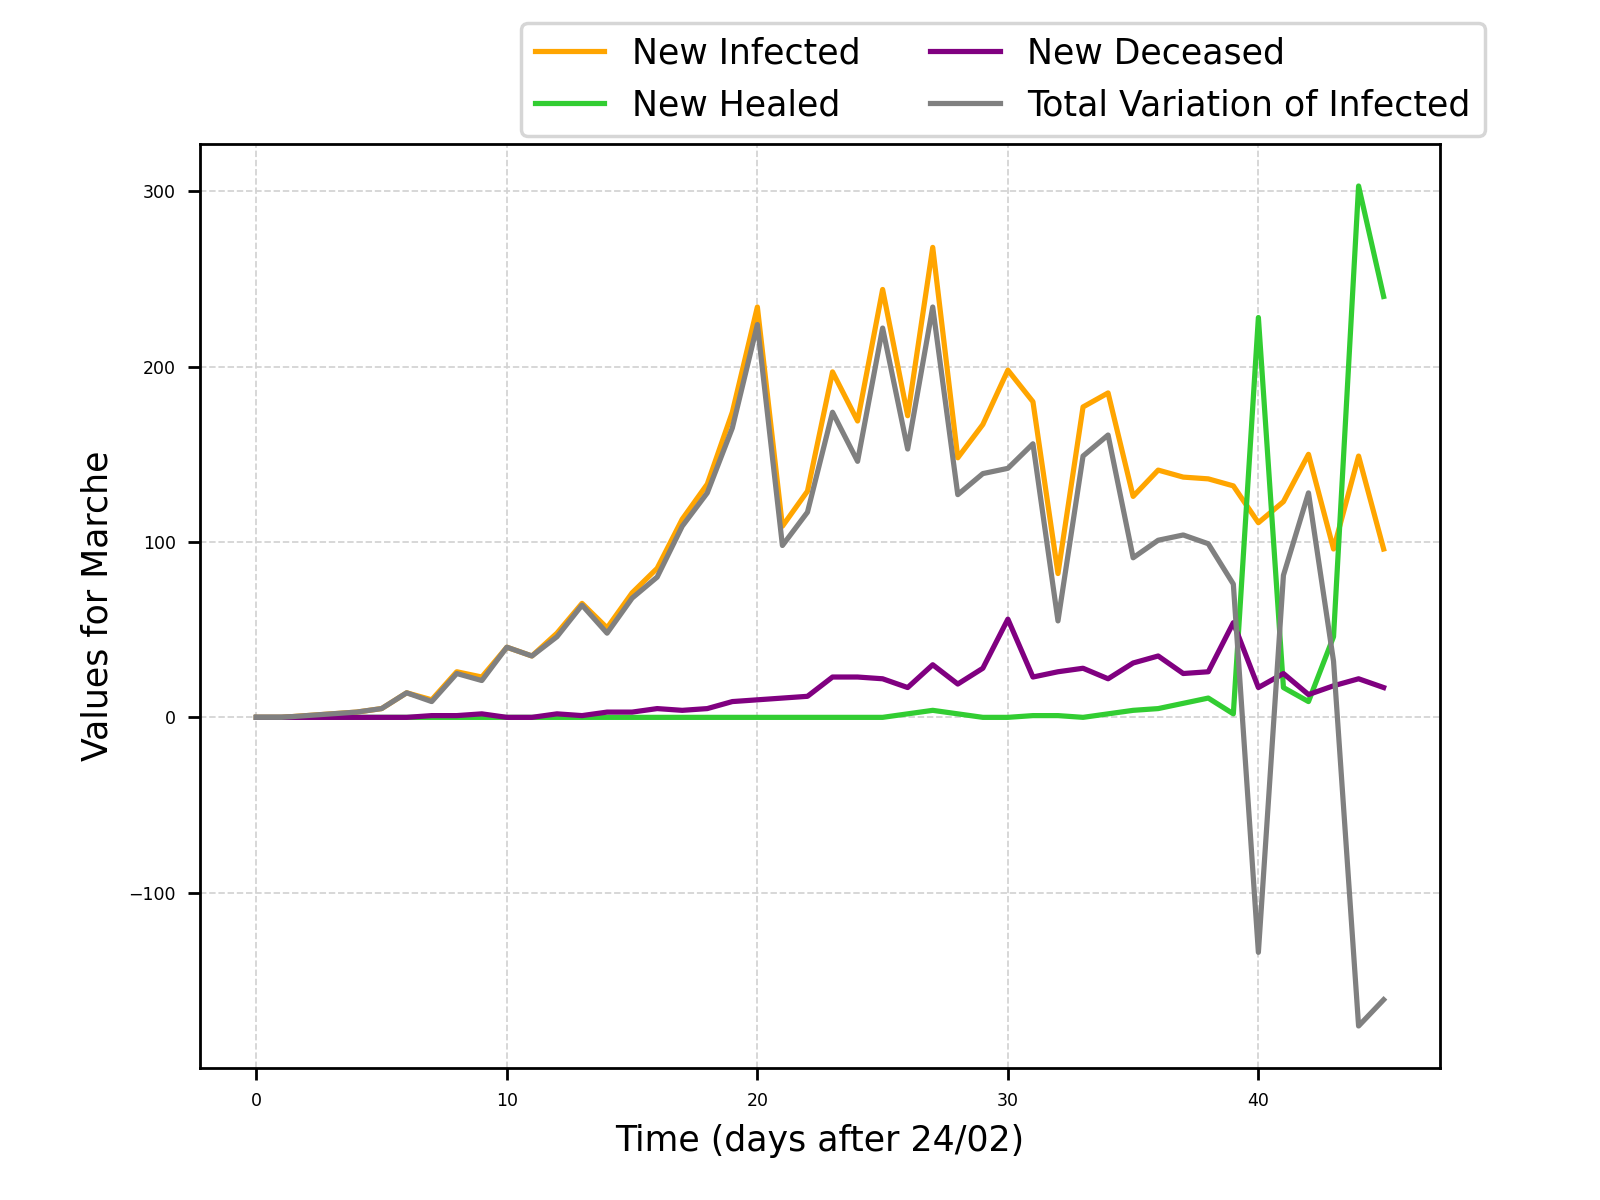 New Infected
New Healed
New Deceased
Total Variation of Infected
300
200
100
0
−100
Values for Marche
0 10 20 30 40
Time (days after 24/02)